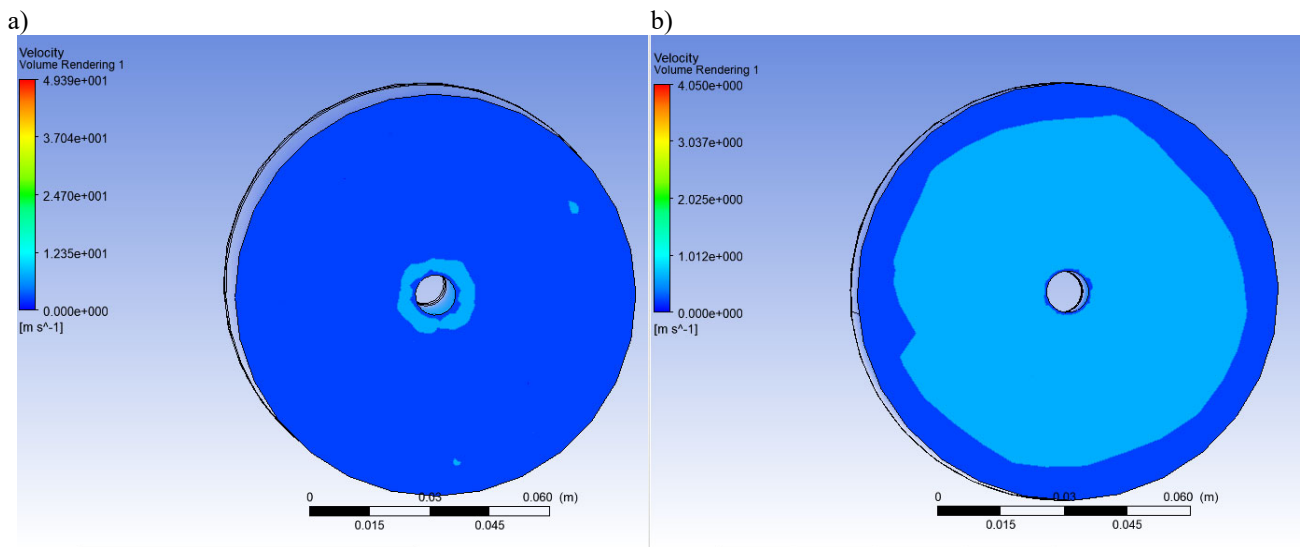 a)
Velocity
Volume Rendering 1
4.939e+001
3.704e+001
2.470e+001
1.235e+001
0.000e+000
[m s^-1]
0 0.03 0.060 (m)
0.015 0.045
b)
Velocity
Volume Rendering 1
4.050e+000
3.037e+000
2.025e+000
1.012e+000
0.000e+000
[m s^-1]
0 0.03 0.060 (m)
0.015 0.045